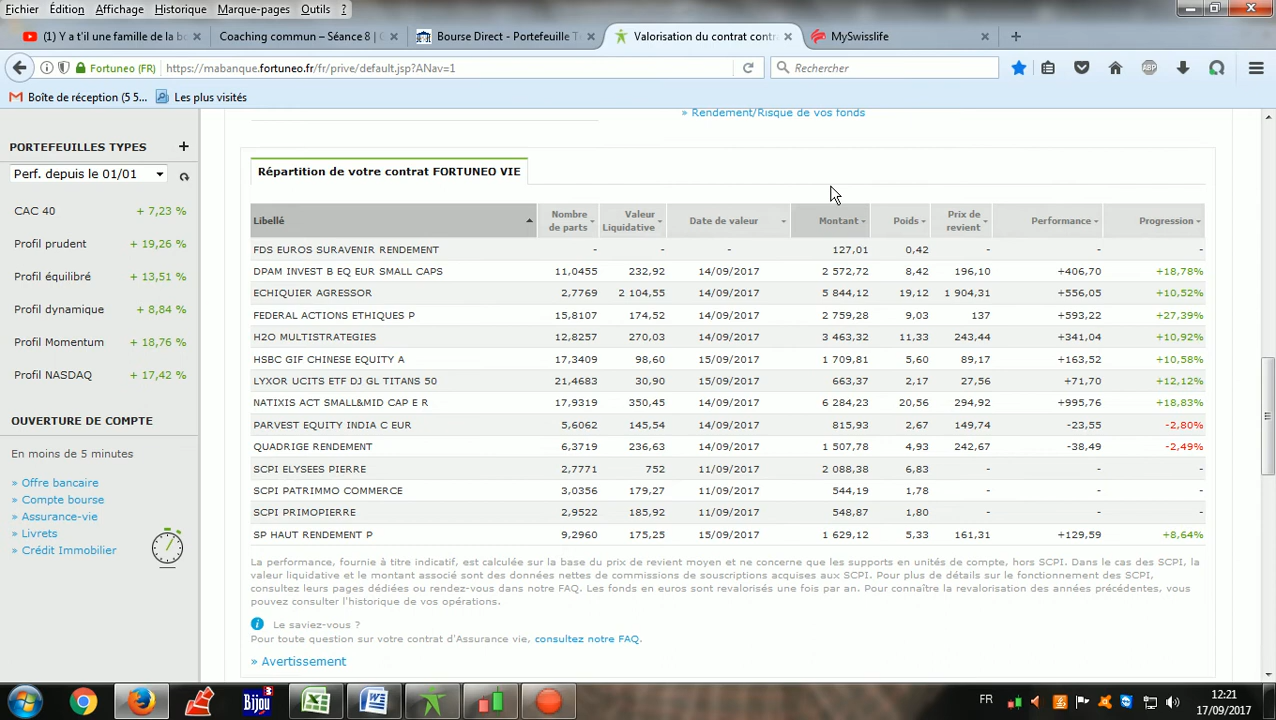 Fichier Édition Affichage Historique Marque-pages Outils ?
(1) Y a t'il une famille de la bo
Coaching commun – Séance 8 | C
Bourse Direct - Portefeuille T
Valorisation du contrat contr
MySwisslife
Fortuneo (FR) https://mabanque.fortuneo.fr/fr/prive/default.jsp?ANav=1 Rechercher
Boîte de réception (5 5... Les plus visités
» Rendement/Risque de vos fonds
PORTEFEUILLES TYPES +
Perf. depuis le 01/01
CAC 40 + 7,23 %
Profil prudent + 19,26 %
Profil équilibré + 13,51 %
Profil dynamique + 8,84 %
Profil Momentum + 18,76 %
Profil NASDAQ + 17,42 %
OUVERTURE DE COMPTE
En moins de 5 minutes
» Offre bancaire
» Compte bourse
» Assurance-vie
» Livrets
» Crédit Immobilier
Répartition de votre contrat FORTUNEO VIE
Libellé Nombre de parts Valeur Liquidative Date de valeur Montant Poids Prix de revient Performance Progression
FDS EUROS SURAVENIR RENDEMENT - - - 127,01 0,42 - - -
DPAM INVEST B EQ EUR SMALL CAPS 11,0455 232,92 14/09/2017 2 572,72 8,42 196,10 +406,70 +18,78%
ECHIQUIER AGRESSOR 2,7769 2 104,55 14/09/2017 5 844,12 19,12 1 904,31 +556,05 +10,52%
FEDERAL ACTIONS ETHIQUES P 15,8107 174,52 14/09/2017 2 759,28 9,03 137 +593,22 +27,39%
H2O MULTISTRATEGIES 12,8257 270,03 14/09/2017 3 463,32 11,33 243,44 +341,04 +10,92%
HSBC GIF CHINESE EQUITY A 17,3409 98,60 15/09/2017 1 709,81 5,60 89,17 +163,52 +10,58%
LYXOR UCITS ETF DJ GL TITANS 50 21,4683 30,90 15/09/2017 663,37 2,17 27,56 +71,70 +12,12%
NATIXIS ACT SMALL&MID CAP E R 17,9319 350,45 14/09/2017 6 284,23 20,56 294,92 +995,76 +18,83%
PARVEST EQUITY INDIA C EUR 5,6062 145,54 14/09/2017 815,93 2,67 149,74 -23,55 -2,80%
QUADRIGE RENDEMENT 6,3719 236,63 14/09/2017 1 507,78 4,93 242,67 -38,49 -2,49%
SCPI ELYSEES PIERRE 2,7771 752 11/09/2017 2 088,38 6,83 - - -
SCPI PATRIMMO COMMERCE 3,0356 179,27 11/09/2017 544,19 1,78 - - -
SCPI PRIMOPIERRE 2,9522 185,92 11/09/2017 548,87 1,80 - - -
SP HAUT RENDEMENT P 9,2960 175,25 15/09/2017 1 629,12 5,33 161,31 +129,59 +8,64%
La performance, fournie à titre indicatif, est calculée sur la base du prix de revient moyen et ne concerne que les supports en unités de compte, hors SCPI. Dans le cas des SCPI, la
valeur liquidative et le montant associé sont des données nettes de commissions de souscriptions acquises aux SCPI. Pour plus de détails sur le fonctionnement des SCPI,
consultez leurs pages dédiées ou rendez-vous dans notre FAQ. Les fonds en euros sont revalorisés une fois par an. Pour connaître la revalorisation des années précédentes, vous
pouvez consulter l'historique de vos opérations.
Le saviez-vous ?
Pour toute question sur votre contrat d'Assurance vie, consultez notre FAQ.
» Avertissement
Bijou 3
FR
12:21
17/09/2017